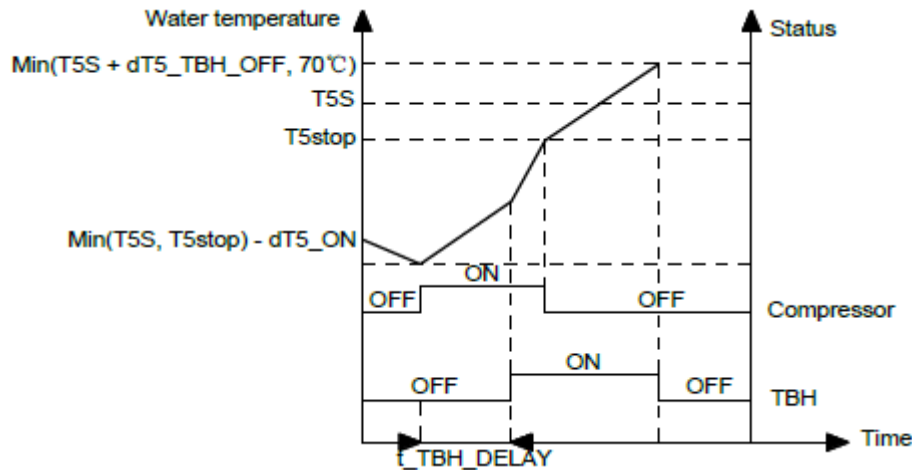 Water temperature
Status
Min(T5S + dT5_TBH_OFF, 70℃)
T5S
T5stop
Min(T5S, T5stop) - dT5_ON
ON
OFF
OFF
Compressor
ON
OFF
OFF
TBH
Time
t_TBH_DELAY